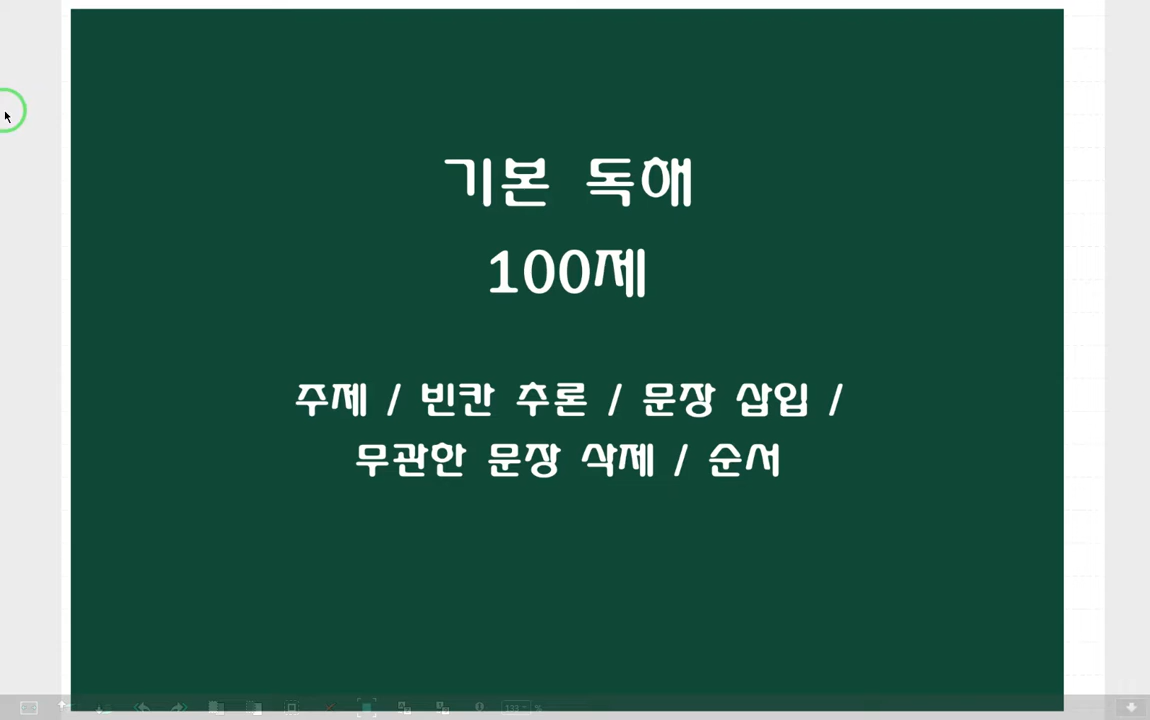 기본 독해
100제
주제 / 빈칸 추론 / 문장 삽입 /
무관한 문장 삭제 / 순서
133 %